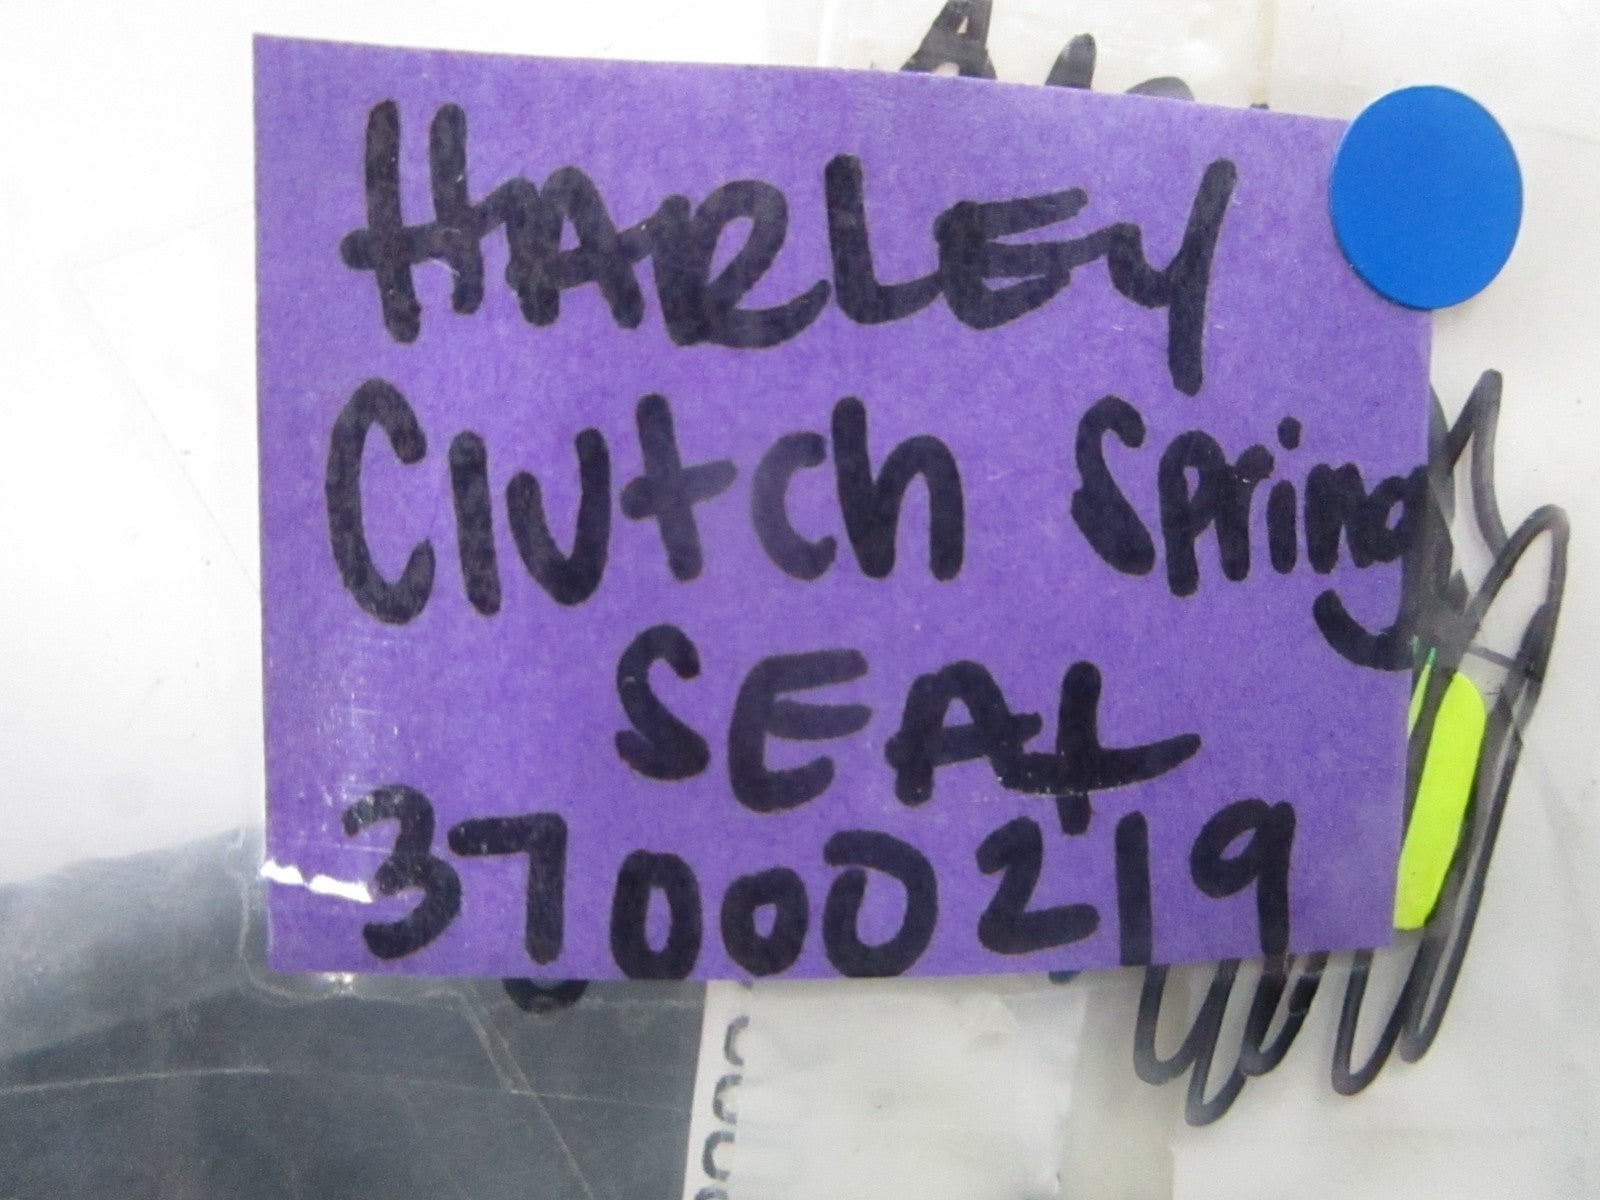 HARLEY
Clutch Spring
SEAL
37000219